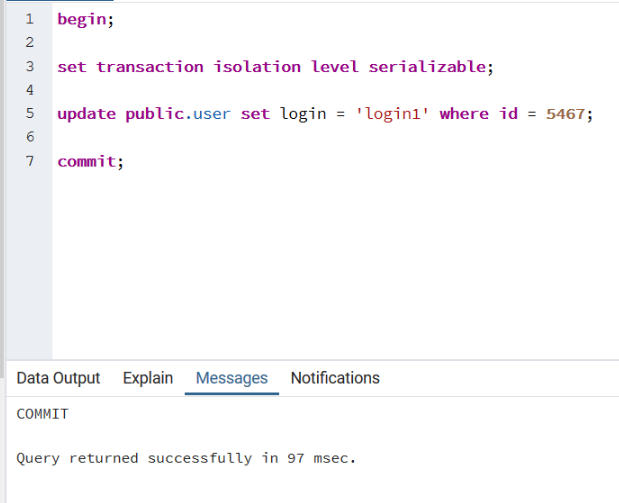 1 begin;
2
3 set transaction isolation level serializable;
4
5 update public.user set login = 'login1' where id = 5467;
6
7 commit;
Data Output Explain Messages Notifications
COMMIT
Query returned successfully in 97 msec.